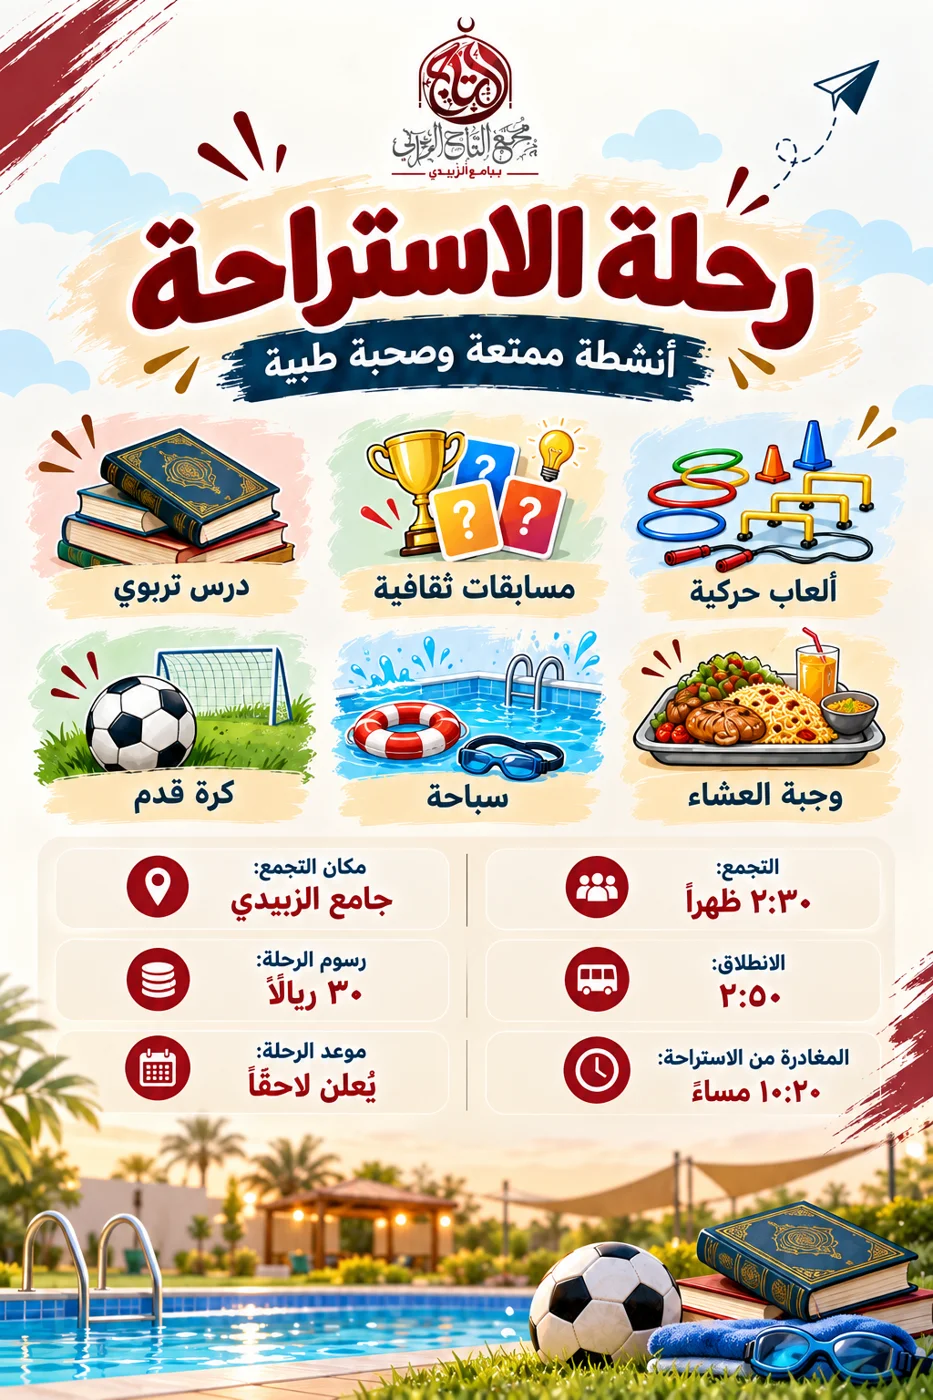 التاج
مجمع التاج القرآني
بجامع الزبيدي
رحلة الاستراحة
أنشطة ممتعة وصحبة طيبة
ألعاب حركية
مسابقات ثقافية
درس تربوي
وجبة العشاء
سباحة
كرة قدم
? ? ?
التجمع:
٢:٣٠ ظهراً
مكان التجمع:
جامع الزبيدي
الانطلاق:
٢:٥٠
رسوم الرحلة:
٣٠ ريالاً
المغادرة من الاستراحة:
١٠:٢٠ مساءً
موعد الرحلة:
يُعلن لاحقاً